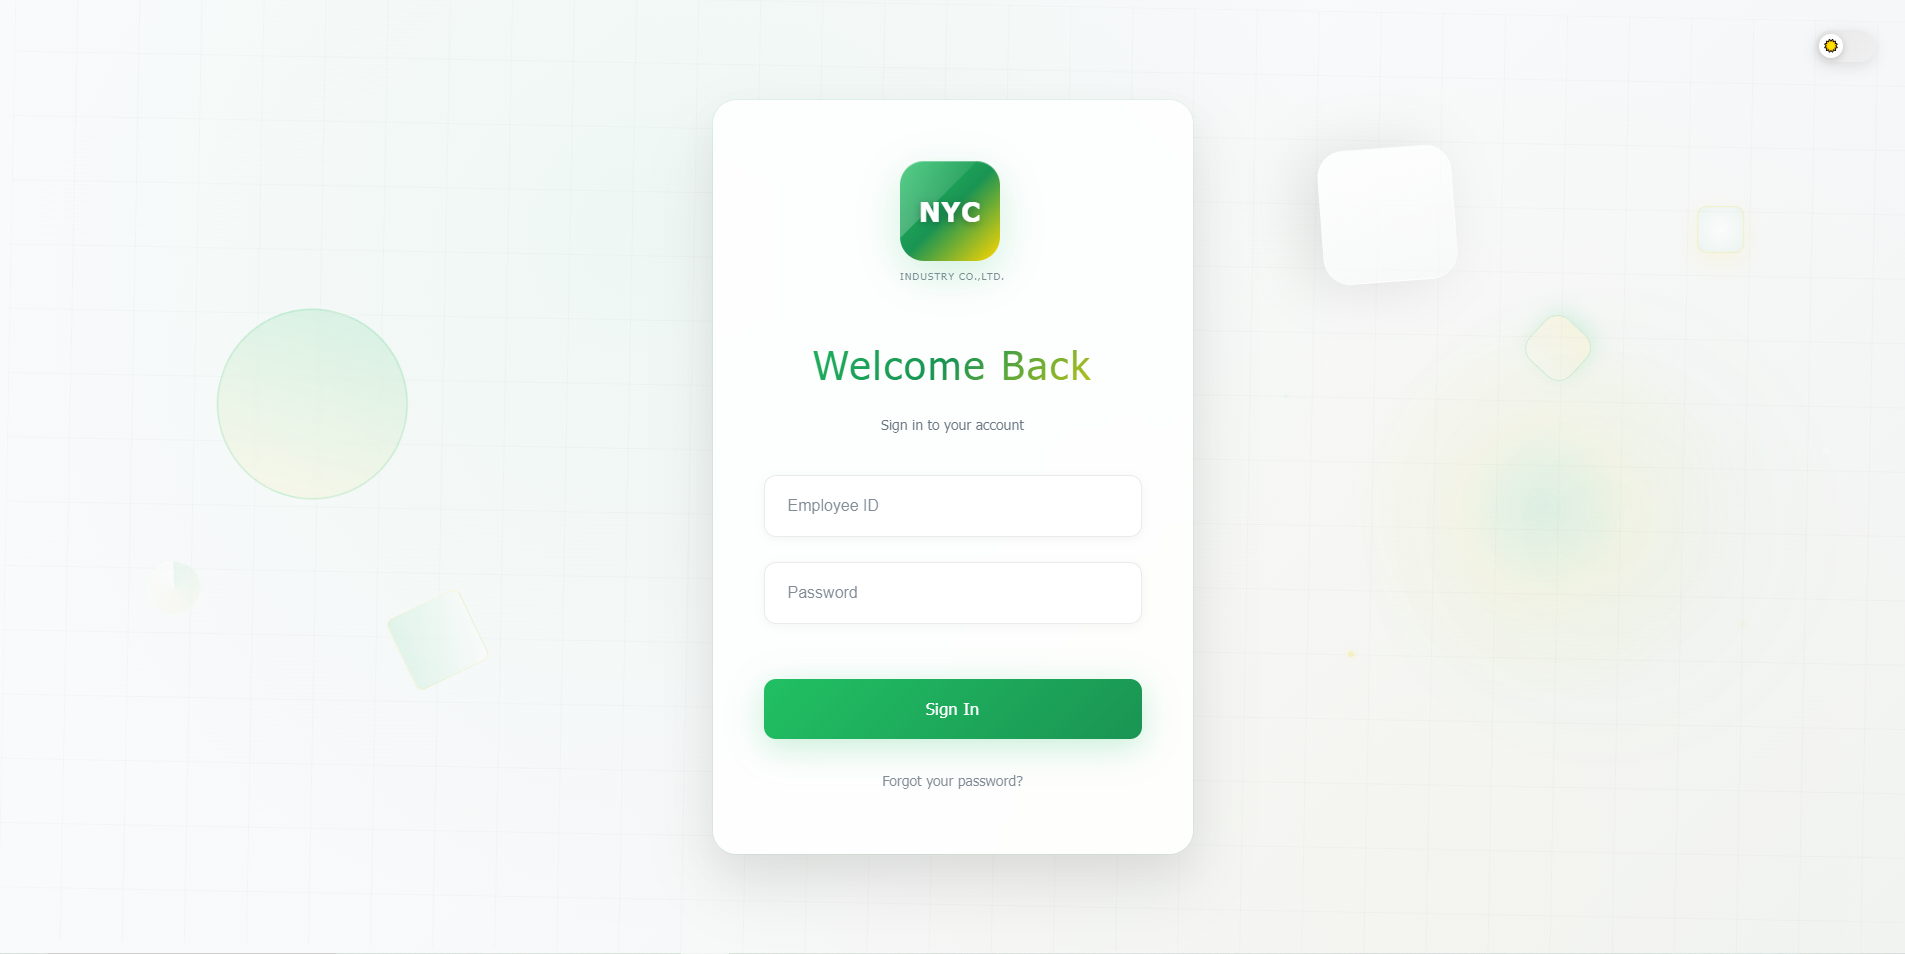 NYC
INDUSTRY CO.,LTD.
Welcome Back
Sign in to your account
Employee ID
Password
Sign In
Forgot your password?